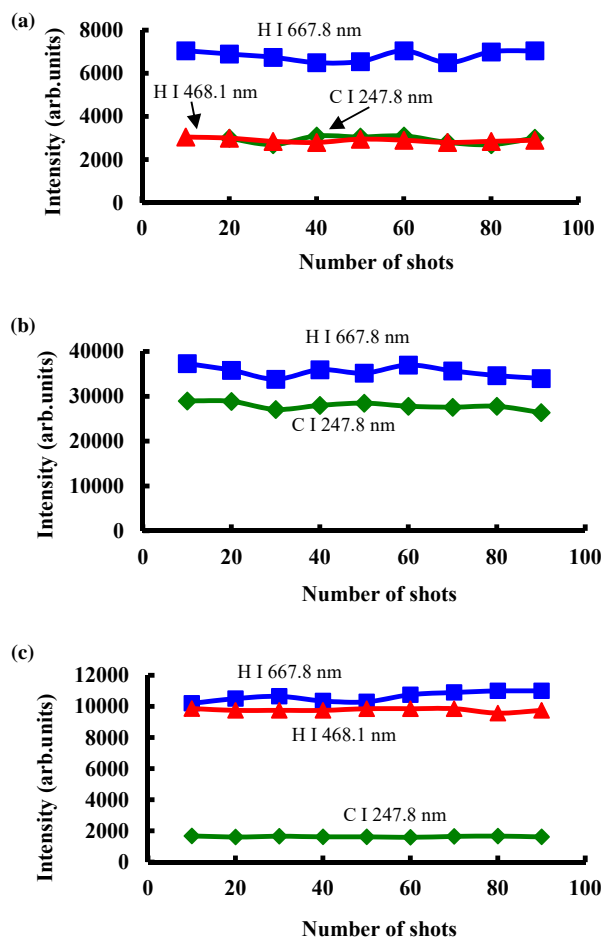 (a)
8000
6000
4000
2000
0
H I 667.8 nm
H I 468.1 nm
C I 247.8 nm
0 20 40 60 80 100
Intensity (arb.units)
Number of shots
(b)
40000
30000
20000
10000
0
H I 667.8 nm
C I 247.8 nm
0 20 40 60 80 100
Intensity (arb.units)
Number of shots
(c)
12000
10000
8000
6000
4000
2000
0
H I 667.8 nm
H I 468.1 nm
C I 247.8 nm
0 20 40 60 80 100
Intensity (arb.units)
Number of shots